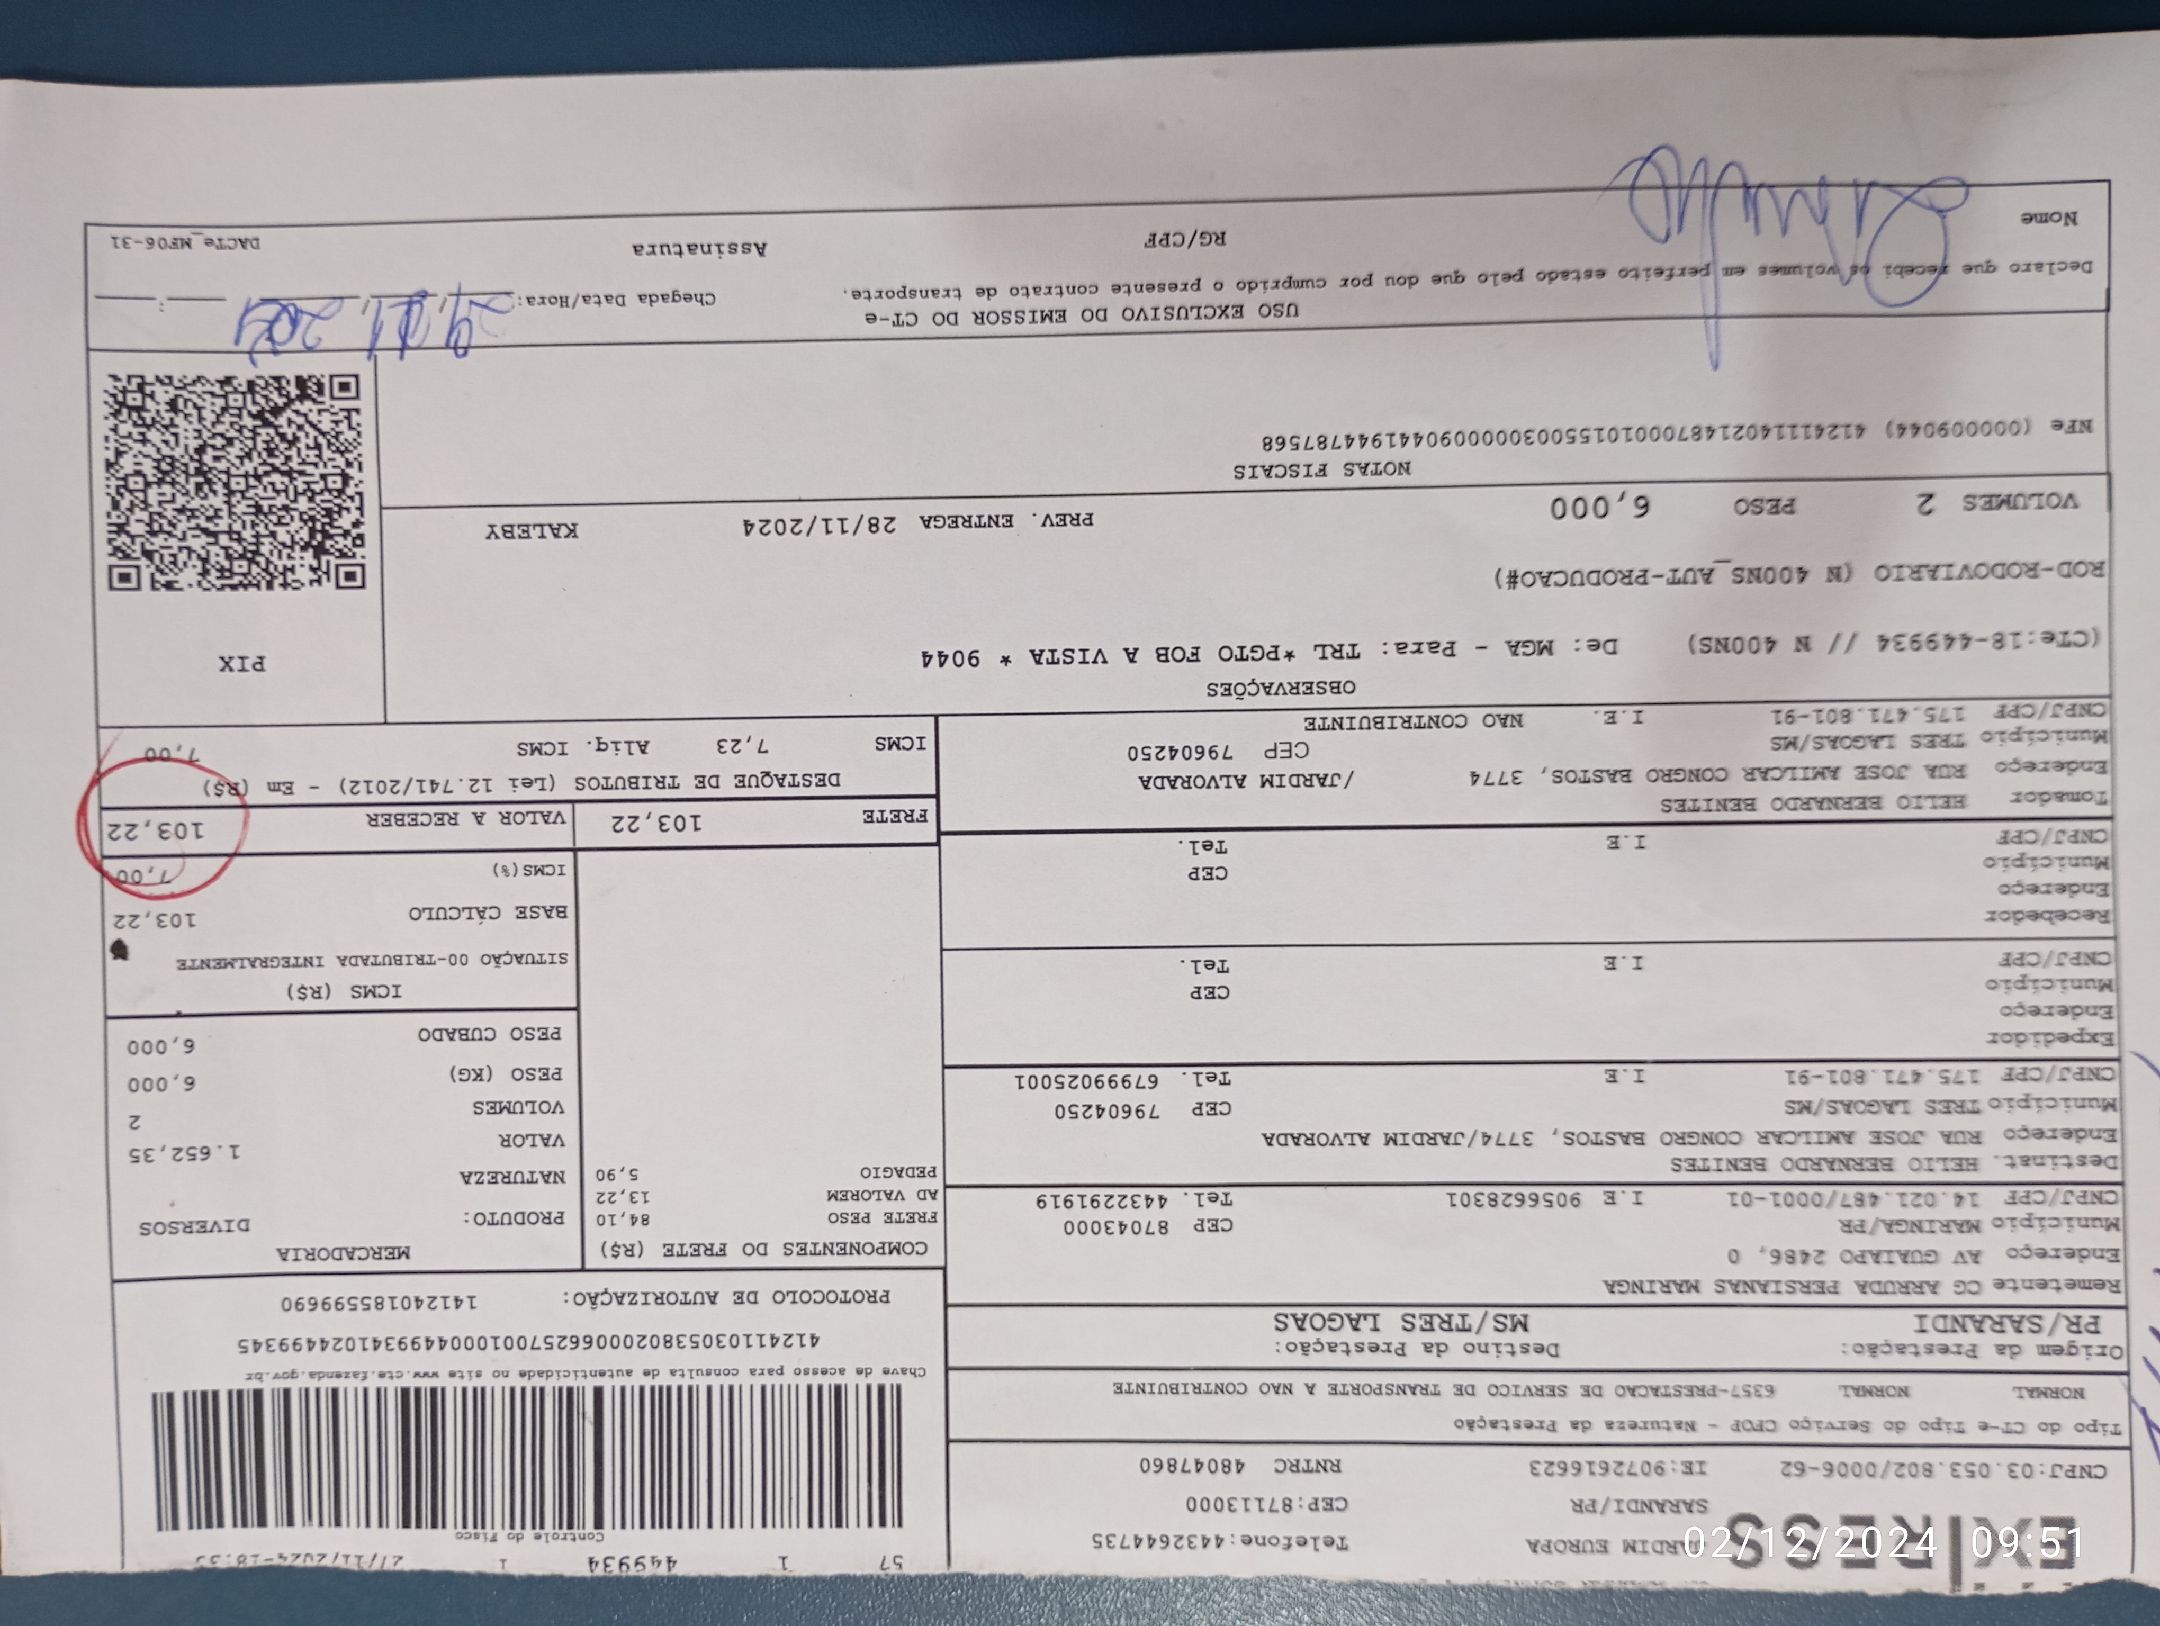 EX RESS
JARDIM EUROPA Telefone:4432644735
SARANDI/PR CEP:87113000
CNPJ:03.053.802/0006-62 IE:9072616623 RNTRC 48047860
57 1 449934 1
Controle do Fisco
Chave de acesso para consulta de autenticidade no site www.cte.fazenda.gov.br
41241103053802000662570010004499341024499345
PROTOCOLO DE AUTORIZAÇÃO: 141240185599690
Tipo do CT-e Tipo do Serviço CFOP - Natureza da Prestação
NORMAL NORMAL 6357-PRESTACAO DE SERVICO DE TRANSPORTE A NAO CONTRIBUINTE
Origem da Prestação: Destino da Prestação:
PR/SARANDI MS/TRES LAGOAS
Remetente CG ARRUDA PERSIANAS MARINGA
Endereço AV GUAIAPO 2486, 0
Município MARINGA/PR CEP 87043000
CNPJ/CPF 14.021.487/0001-01 I.E 9056628301 Tel. 4432291919
Destinat. HELIO BERNARDO BENITES
Endereço RUA JOSE AMILCAR CONGRO BASTOS, 3774/JARDIM ALVORADA
Município TRES LAGOAS/MS CEP 79604250
CNPJ/CPF 175.471.801-91 I.E Tel. 67999025001
Expedidor
Endereço
Município CEP
CNPJ/CPF I.E Tel.
Recebedor
Endereço
Município CEP
CNPJ/CPF I.E Tel.
Tomador HELIO BERNARDO BENITES
Endereço RUA JOSE AMILCAR CONGRO BASTOS, 3774 /JARDIM ALVORADA
Município TRES LAGOAS/MS CEP 79604250
CNPJ/CPF 175.471.801-91 I.E. NAO CONTRIBUINTE
COMPONENTES DO FRETE (R$)
FRETE PESO 84,10
AD VALOREM 13,22
PEDAGIO 5,90
MERCADORIA
PRODUTO: DIVERSOS
NATUREZA
VALOR 1.652,35
VOLUMES 2
PESO (KG) 6,000
PESO CUBADO 6,000
ICMS (R$)
SITUAÇÃO 00-TRIBUTADA INTEGRALMENTE
BASE CÁLCULO 103,22
ICMS(%) 7,00
FRETE 103,22 VALOR A RECEBER 103,22
DESTAQUE DE TRIBUTOS (Lei 12.741/2012) - Em (R$)
ICMS 7,23 Aliq. ICMS 7,00
OBSERVAÇÕES
(CTe:18-449934 // N 400NS) De: MGA - Para: TRL *PGTO FOB A VISTA * 9044
ROD-RODOVIARIO (N 400NS_AUT-PRODUCAO#)
VOLUMES 2 PESO 6,000 PREV. ENTREGA 28/11/2024 KALEBY
PIX
NOTAS FISCAIS
NFe (000009044) 41241114021487000101550030000090441944787568
USO EXCLUSIVO DO EMISSOR DO CT-e
Declaro que recebi os volumes em perfeito estado pelo que dou por cumprido o presente contrato de transporte.
Chegada Data/Hora: 29/11/
Nome RG/CPF Assinatura DACTe_MF06-31
02/12/2024 09:51